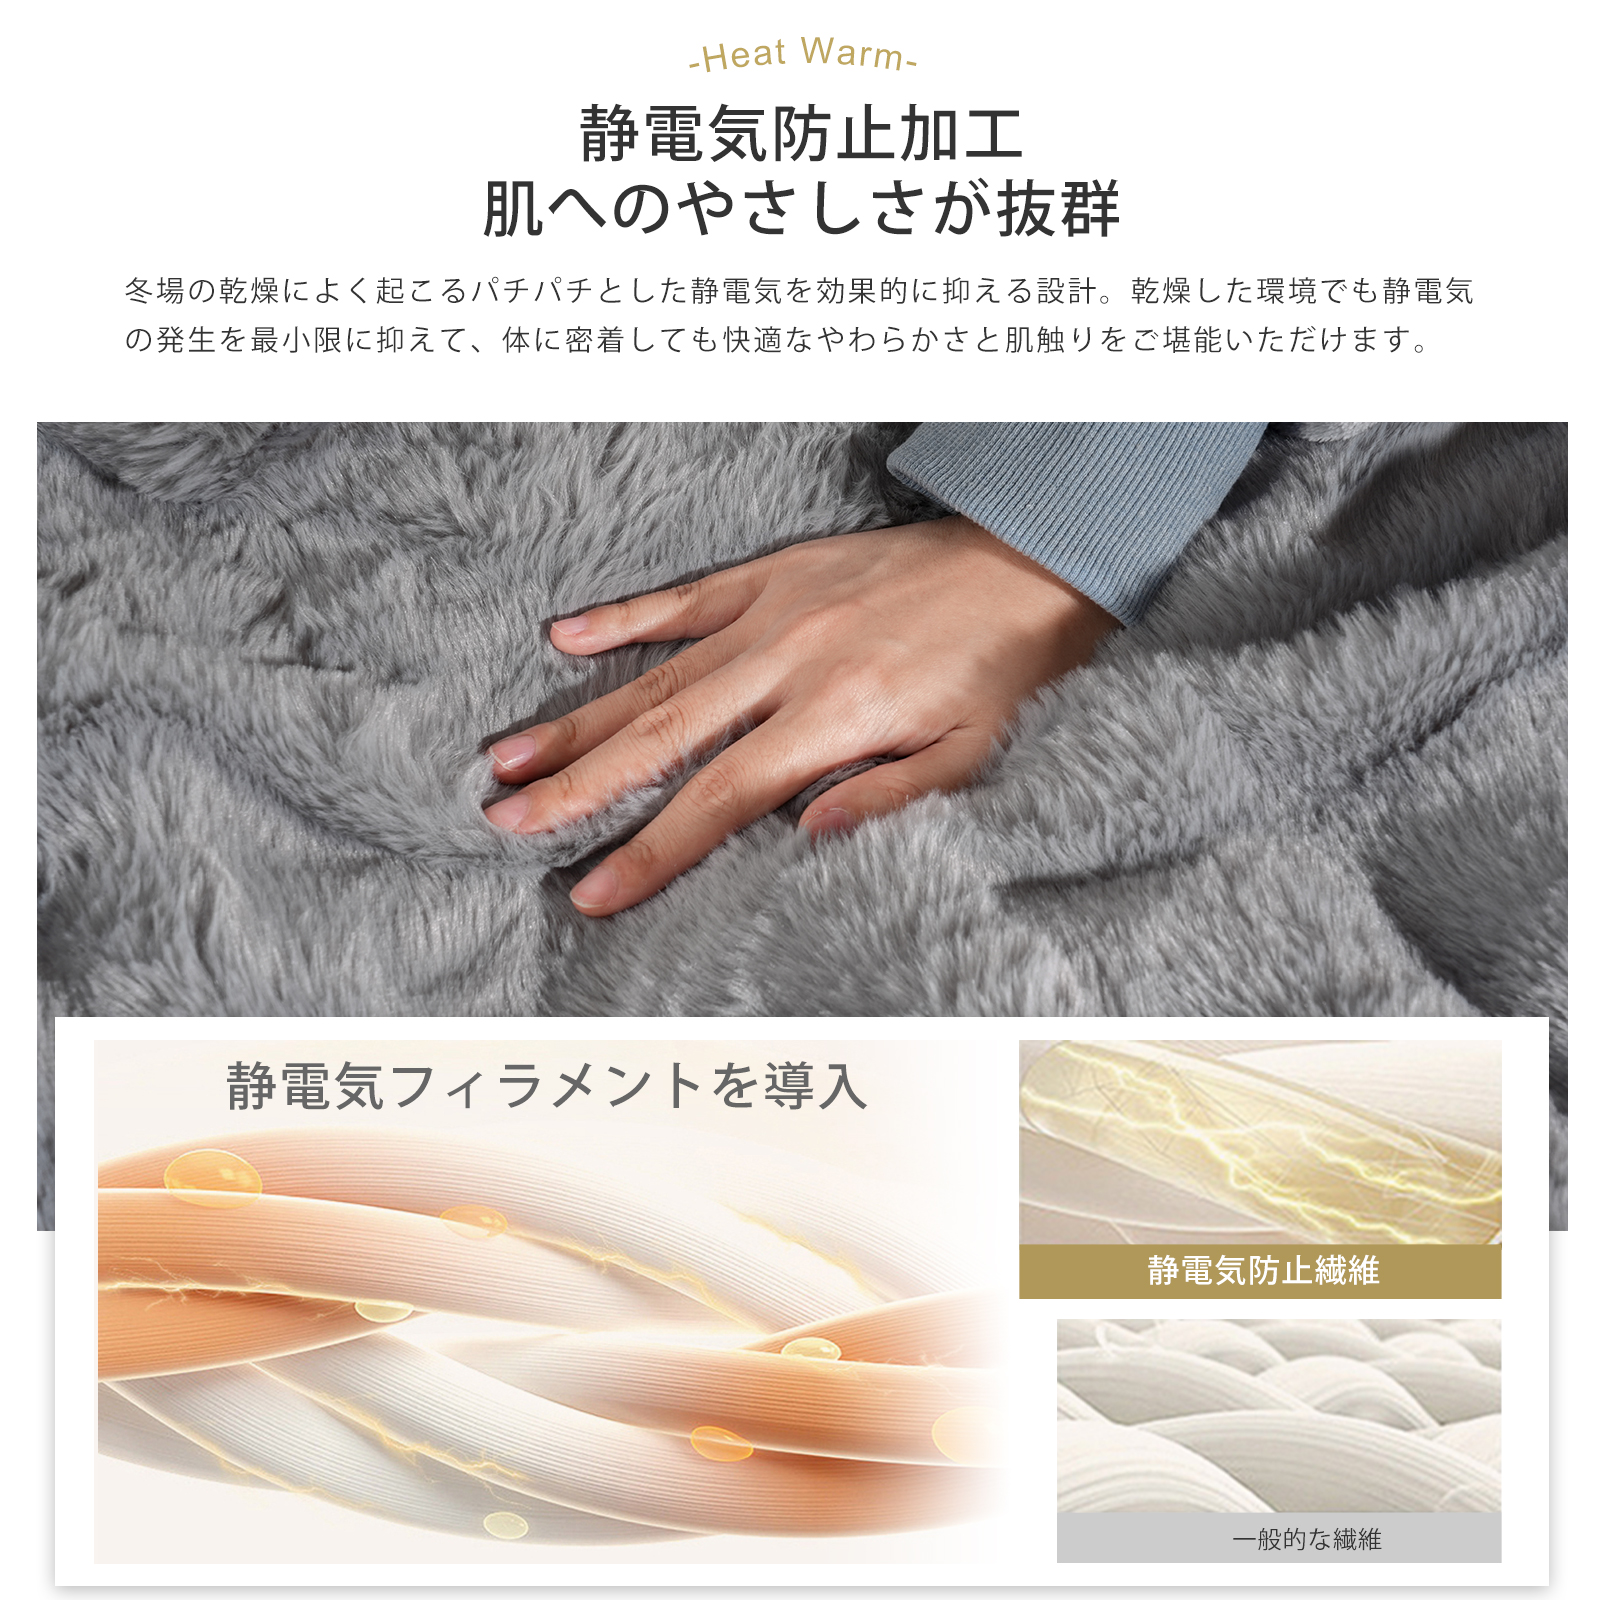 -Heat Warm-
静電気防止加工
肌へのやさしさが抜群
冬場の乾燥によく起こるパチパチとした静電気を効果的に抑える設計。乾燥した環境でも静電気
の発生を最小限に抑えて、体に密着しても快適なやわらかさと肌触りをご堪能いただけます。
静電気フィラメントを導入
静電気防止繊維
一般的な繊維